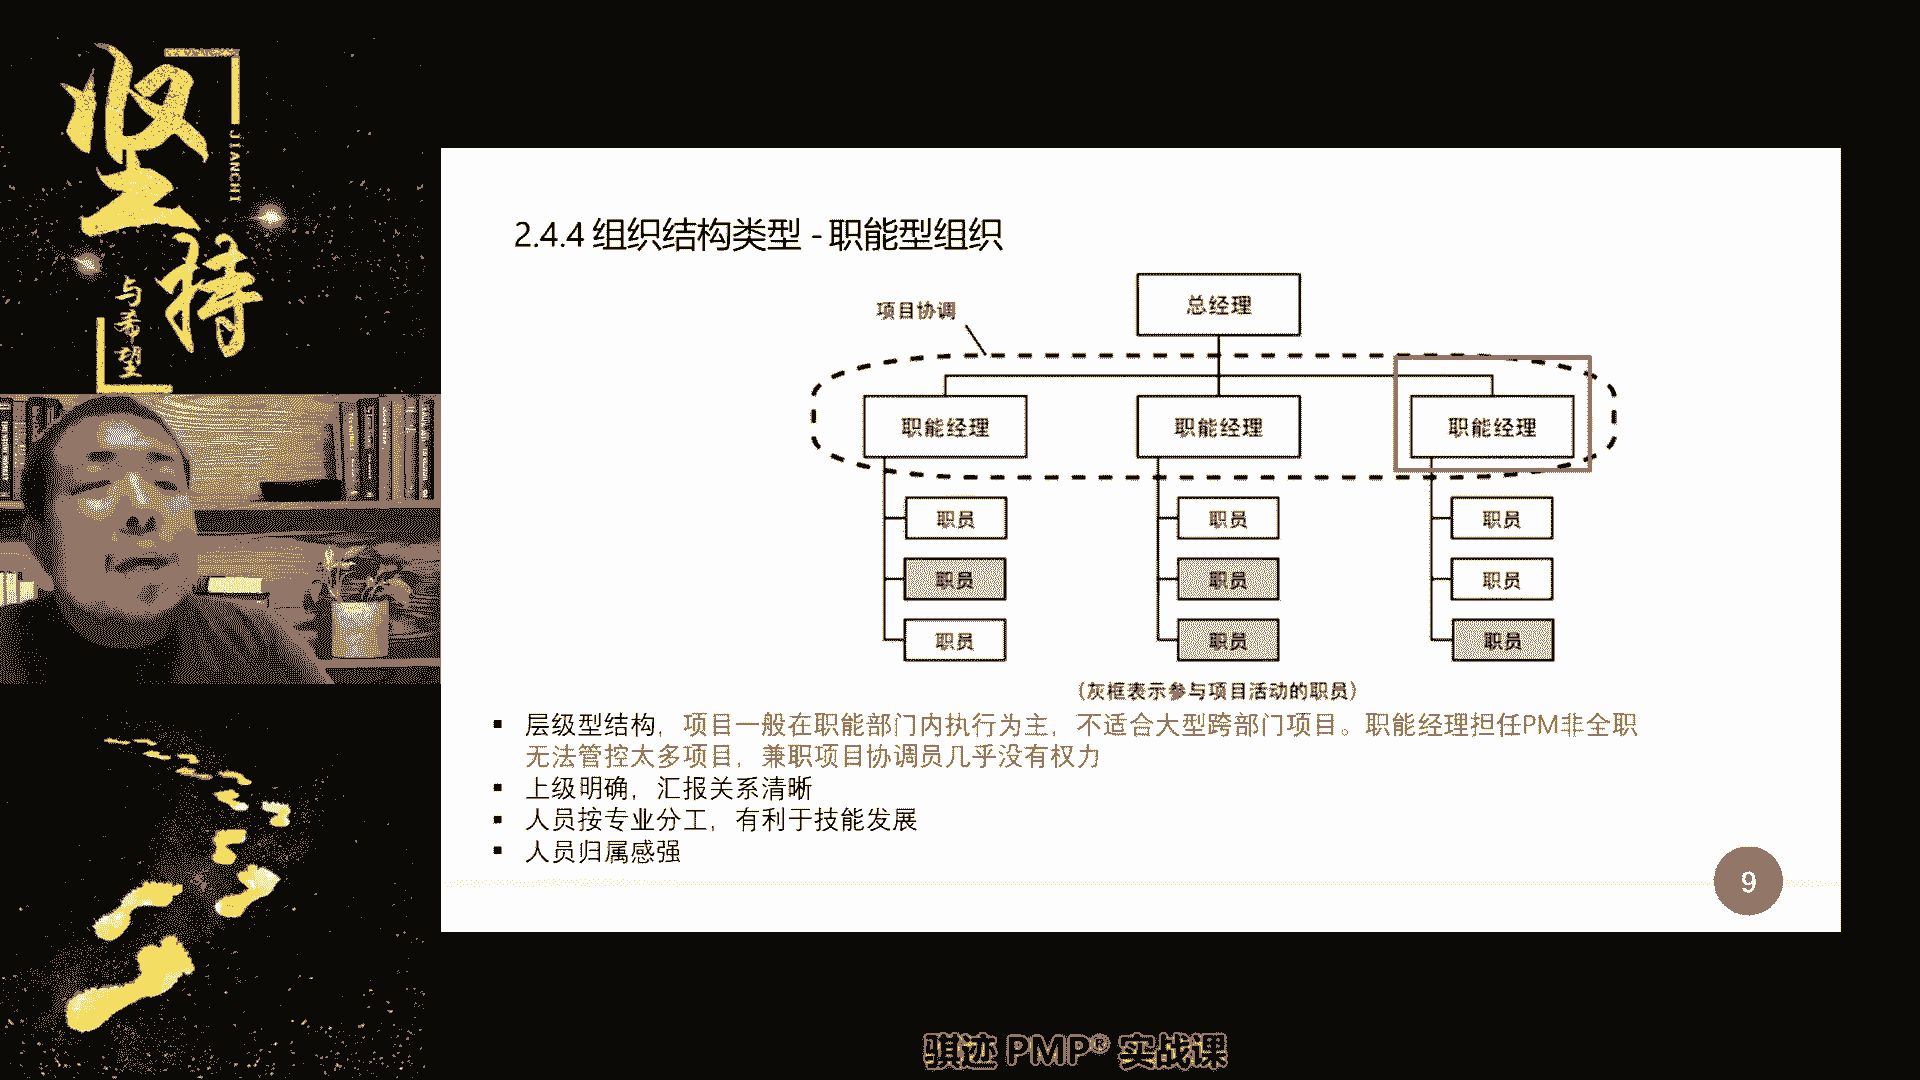 坚持
JIANCHI
与希望
2.4.4 组织结构类型 - 职能型组织
总经理
项目协调
职能经理 职能经理 职能经理
职员 职员 职员
职员 职员 职员
职员 职员 职员
（灰框表示参与项目活动的职员）
▪ 层级型结构，项目一般在职能部门内执行为主，不适合大型跨部门项目。职能经理担任PM非全职
无法管控太多项目，兼职项目协调员几乎没有权力
▪ 上级明确，汇报关系清晰
▪ 人员按专业分工，有利于技能发展
▪ 人员归属感强
9
骐迹 PMP® 实战课